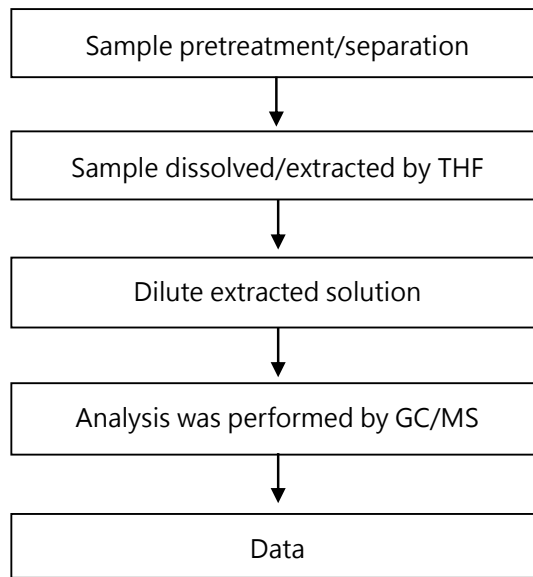 Sample pretreatment/separation
Sample dissolved/extracted by THF
Dilute extracted solution
Analysis was performed by GC/MS
Data